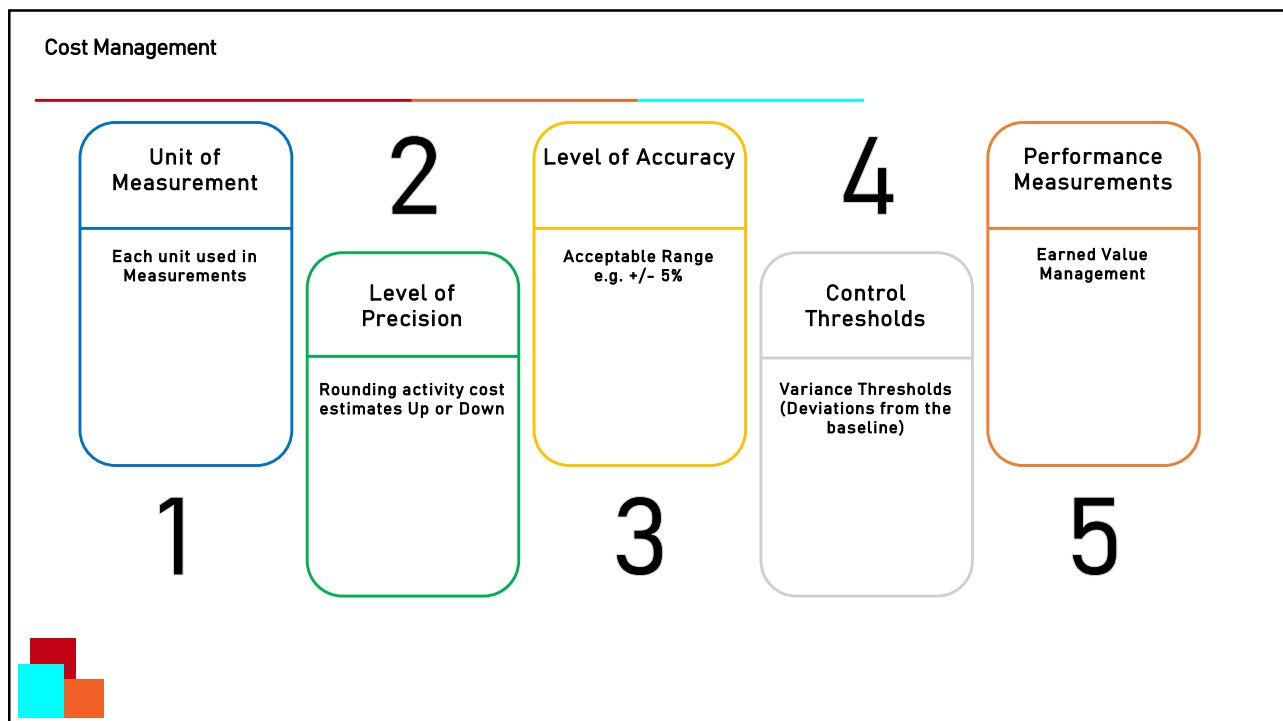 Cost Management
Unit of
Measurement
Each unit used in
Measurements
1
2
Level of
Precision
Rounding activity cost
estimates Up or Down
Level of Accuracy
Acceptable Range
e.g. +/- 5%
3
4
Control
Thresholds
Variance Thresholds
(Deviations from the
baseline)
Performance
Measurements
Earned Value
Management
5